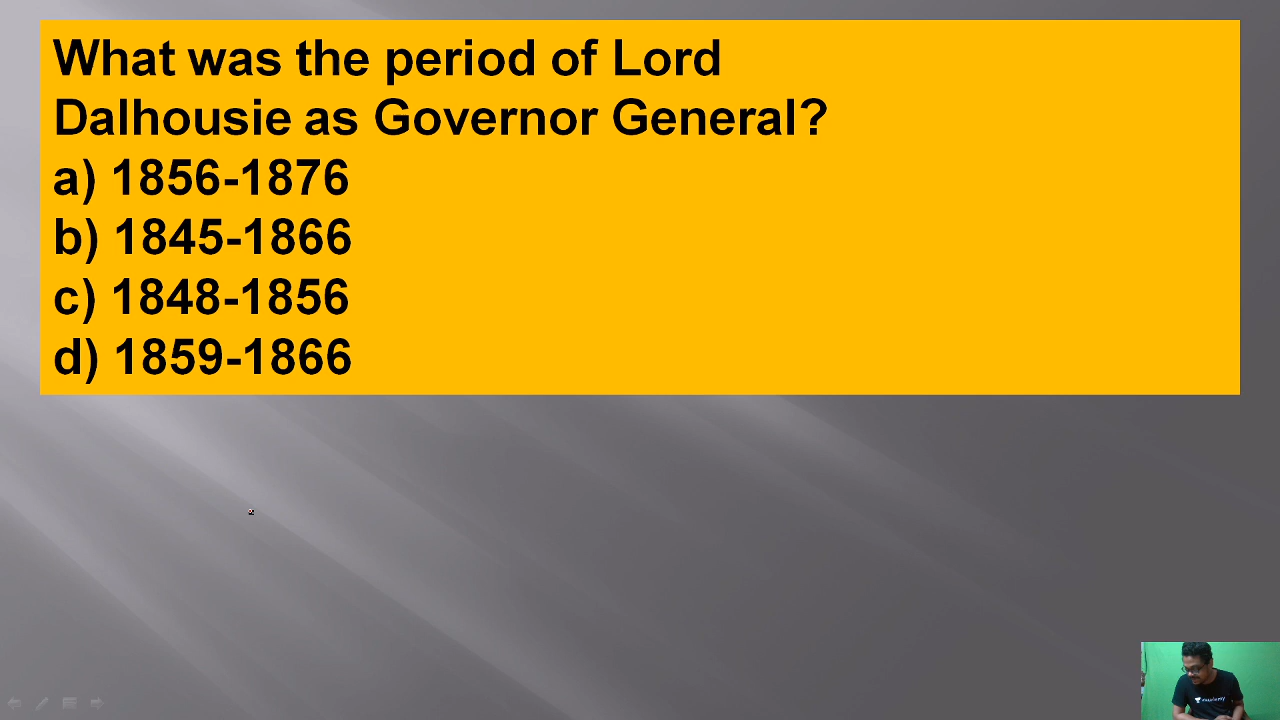 What was the period of Lord
Dalhousie as Governor General?
a) 1856-1876
b) 1845-1866
c) 1848-1856
d) 1859-1866